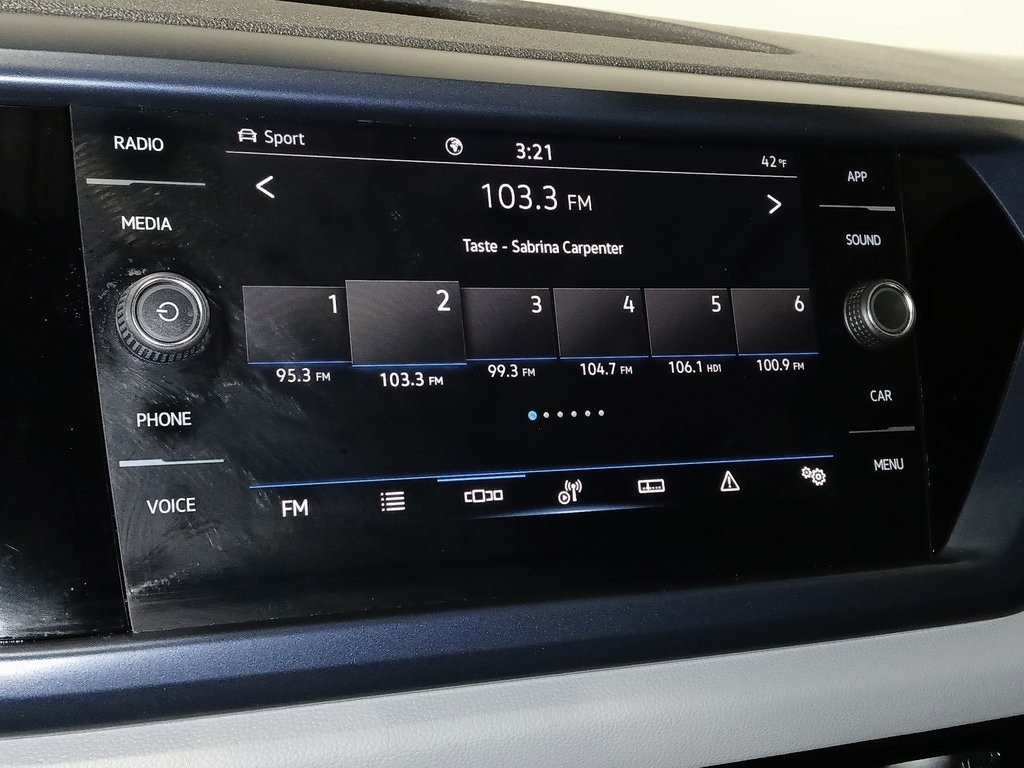 RADIO
MEDIA
PHONE
VOICE
Sport
3:21
42°F
103.3 FM
Taste - Sabrina Carpenter
1 2 3 4 5 6
95.3 FM 103.3 FM 99.3 FM 104.7 FM 106.1 HD1 100.9 FM
FM
APP
SOUND
CAR
MENU